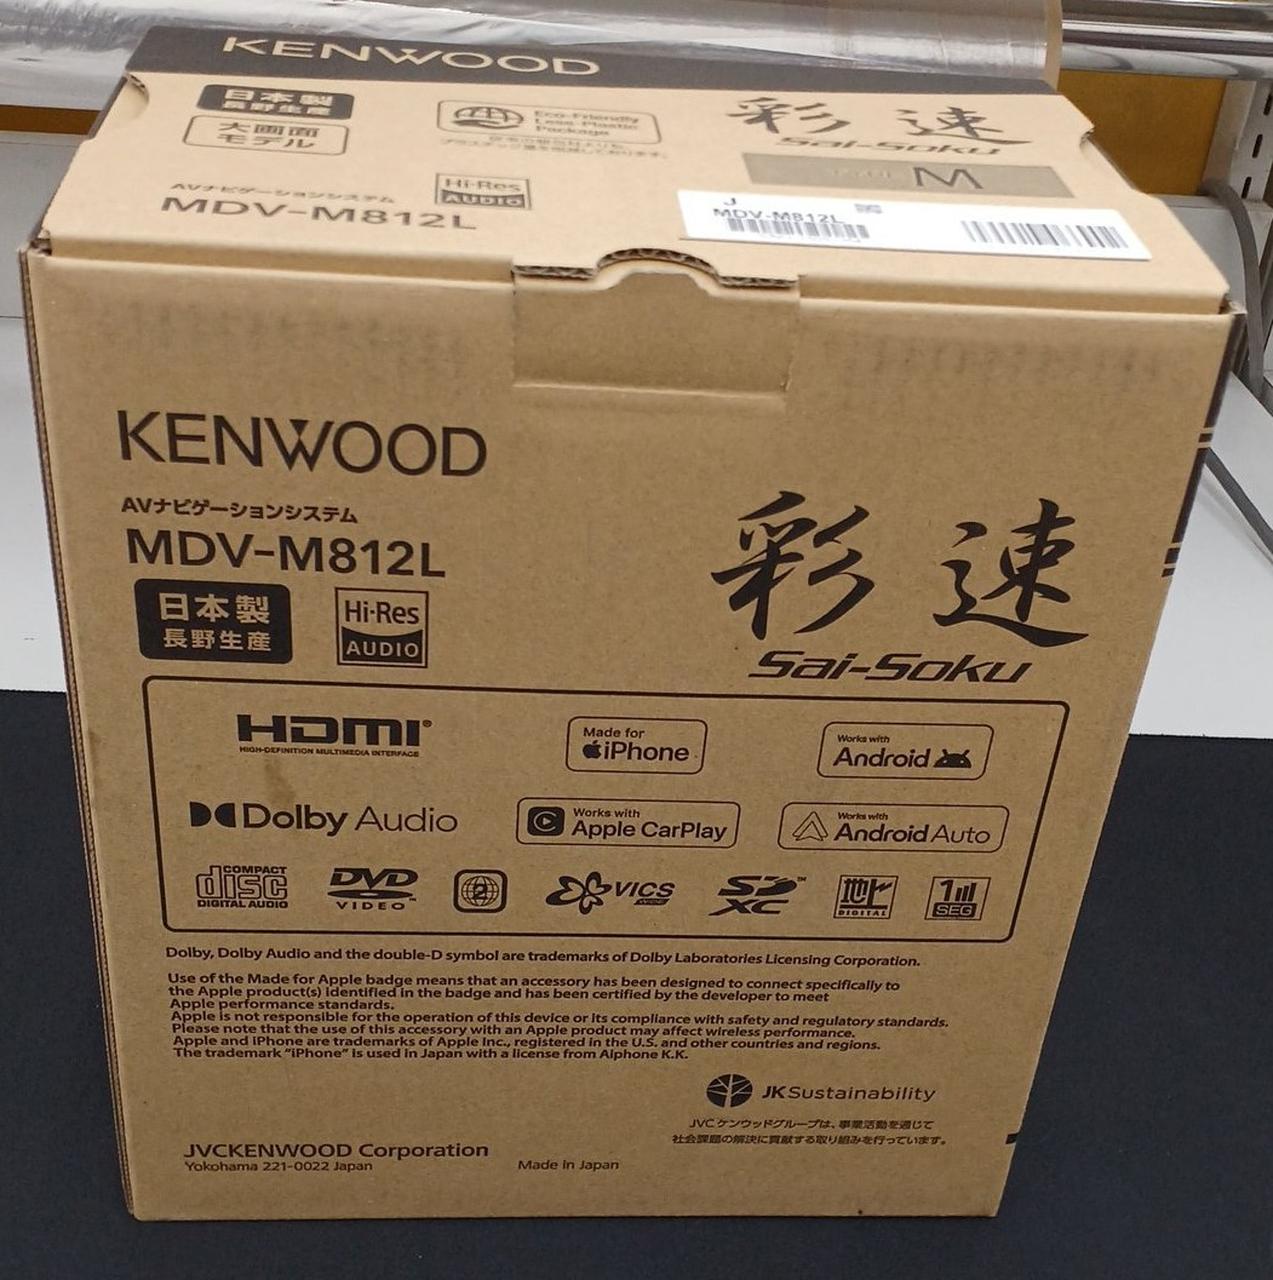 KENWOOD
日本製
長野生産
大画面
モデル
Eco-Friendly
Less-Plastic
Package
彩速
Sai-Soku
M
AVナビゲーションシステム
MDV-M812L
Hi-Res
AUDIO
J
MDV-M812L
KENWOOD
AVナビゲーションシステム
MDV-M812L
日本製
長野生産
Hi-Res
AUDIO
彩速
Sai-Soku
HDMI®
HIGH-DEFINITION MULTIMEDIA INTERFACE
Made for
iPhone
Works with
Android
Dolby Audio
Works with
Apple CarPlay
Works with
Android Auto
COMPACT
disc
DIGITAL AUDIO
DVD
VIDEO™
2
VICS
WIDE
SD
XC™
地上
DIGITAL
1
SEG
Dolby, Dolby Audio and the double-D symbol are trademarks of Dolby Laboratories Licensing Corporation.
Use of the Made for Apple badge means that an accessory has been designed to connect specifically to
the Apple product(s) identified in the badge and has been certified by the developer to meet
Apple performance standards.
Apple is not responsible for the operation of this device or its compliance with safety and regulatory standards.
Please note that the use of this accessory with an Apple product may affect wireless performance.
Apple and iPhone are trademarks of Apple Inc., registered in the U.S. and other countries and regions.
The trademark “iPhone” is used in Japan with a license from Aiphone K.K.
JKSustainability
JVCケンウッドグループは、事業活動を通じて
社会課題の解決に貢献する取り組みを行っています。
JVCKENWOOD Corporation
Yokohama 221-0022 Japan
Made in Japan